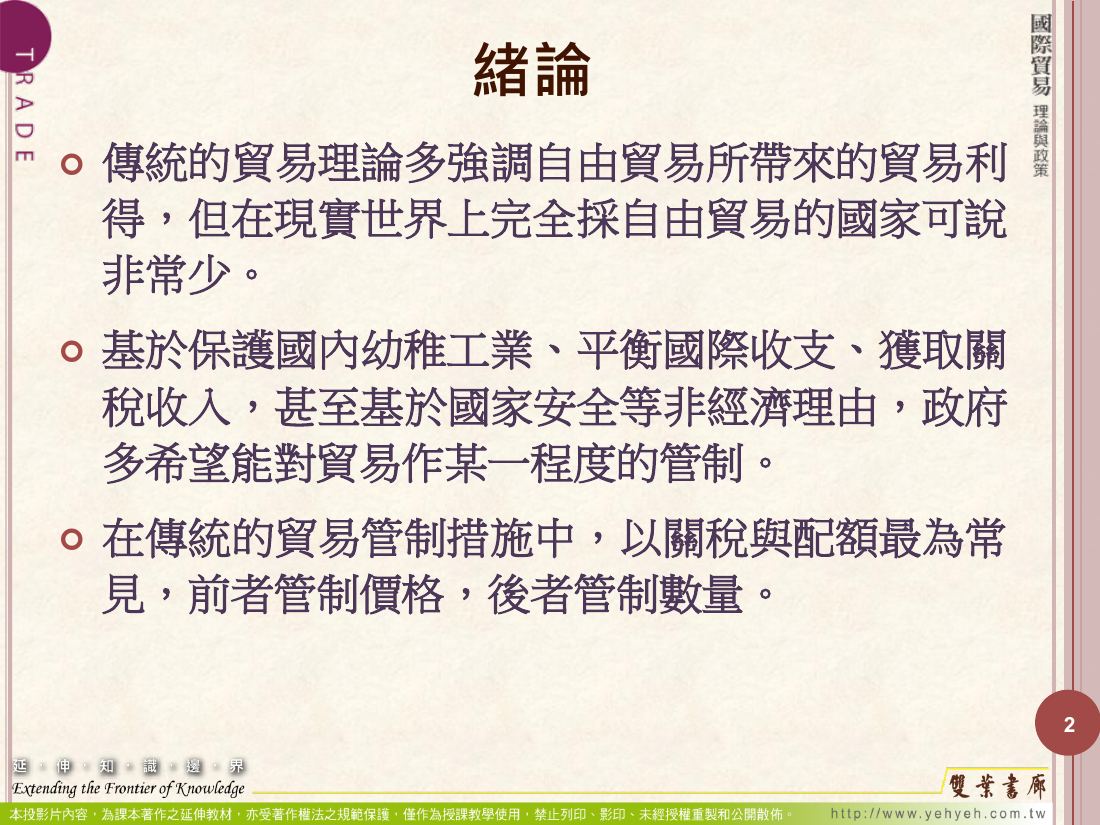 TRADE
國際貿易 理論與政策
緒論
傳統的貿易理論多強調自由貿易所帶來的貿易利
得，但在現實世界上完全採自由貿易的國家可說
非常少。
基於保護國內幼稚工業、平衡國際收支、獲取關
稅收入，甚至基於國家安全等非經濟理由，政府
多希望能對貿易作某一程度的管制。
在傳統的貿易管制措施中，以關稅與配額最為常
見，前者管制價格，後者管制數量。
2
延．伸．知．識．邊．界
Extending the Frontier of Knowledge
雙葉書廊
本投影片內容，為課本著作之延伸教材，亦受著作權法之規範保護，僅作為授課教學使用，禁止列印、影印、未經授權重製和公開散佈。
http://www.yehyeh.com.tw